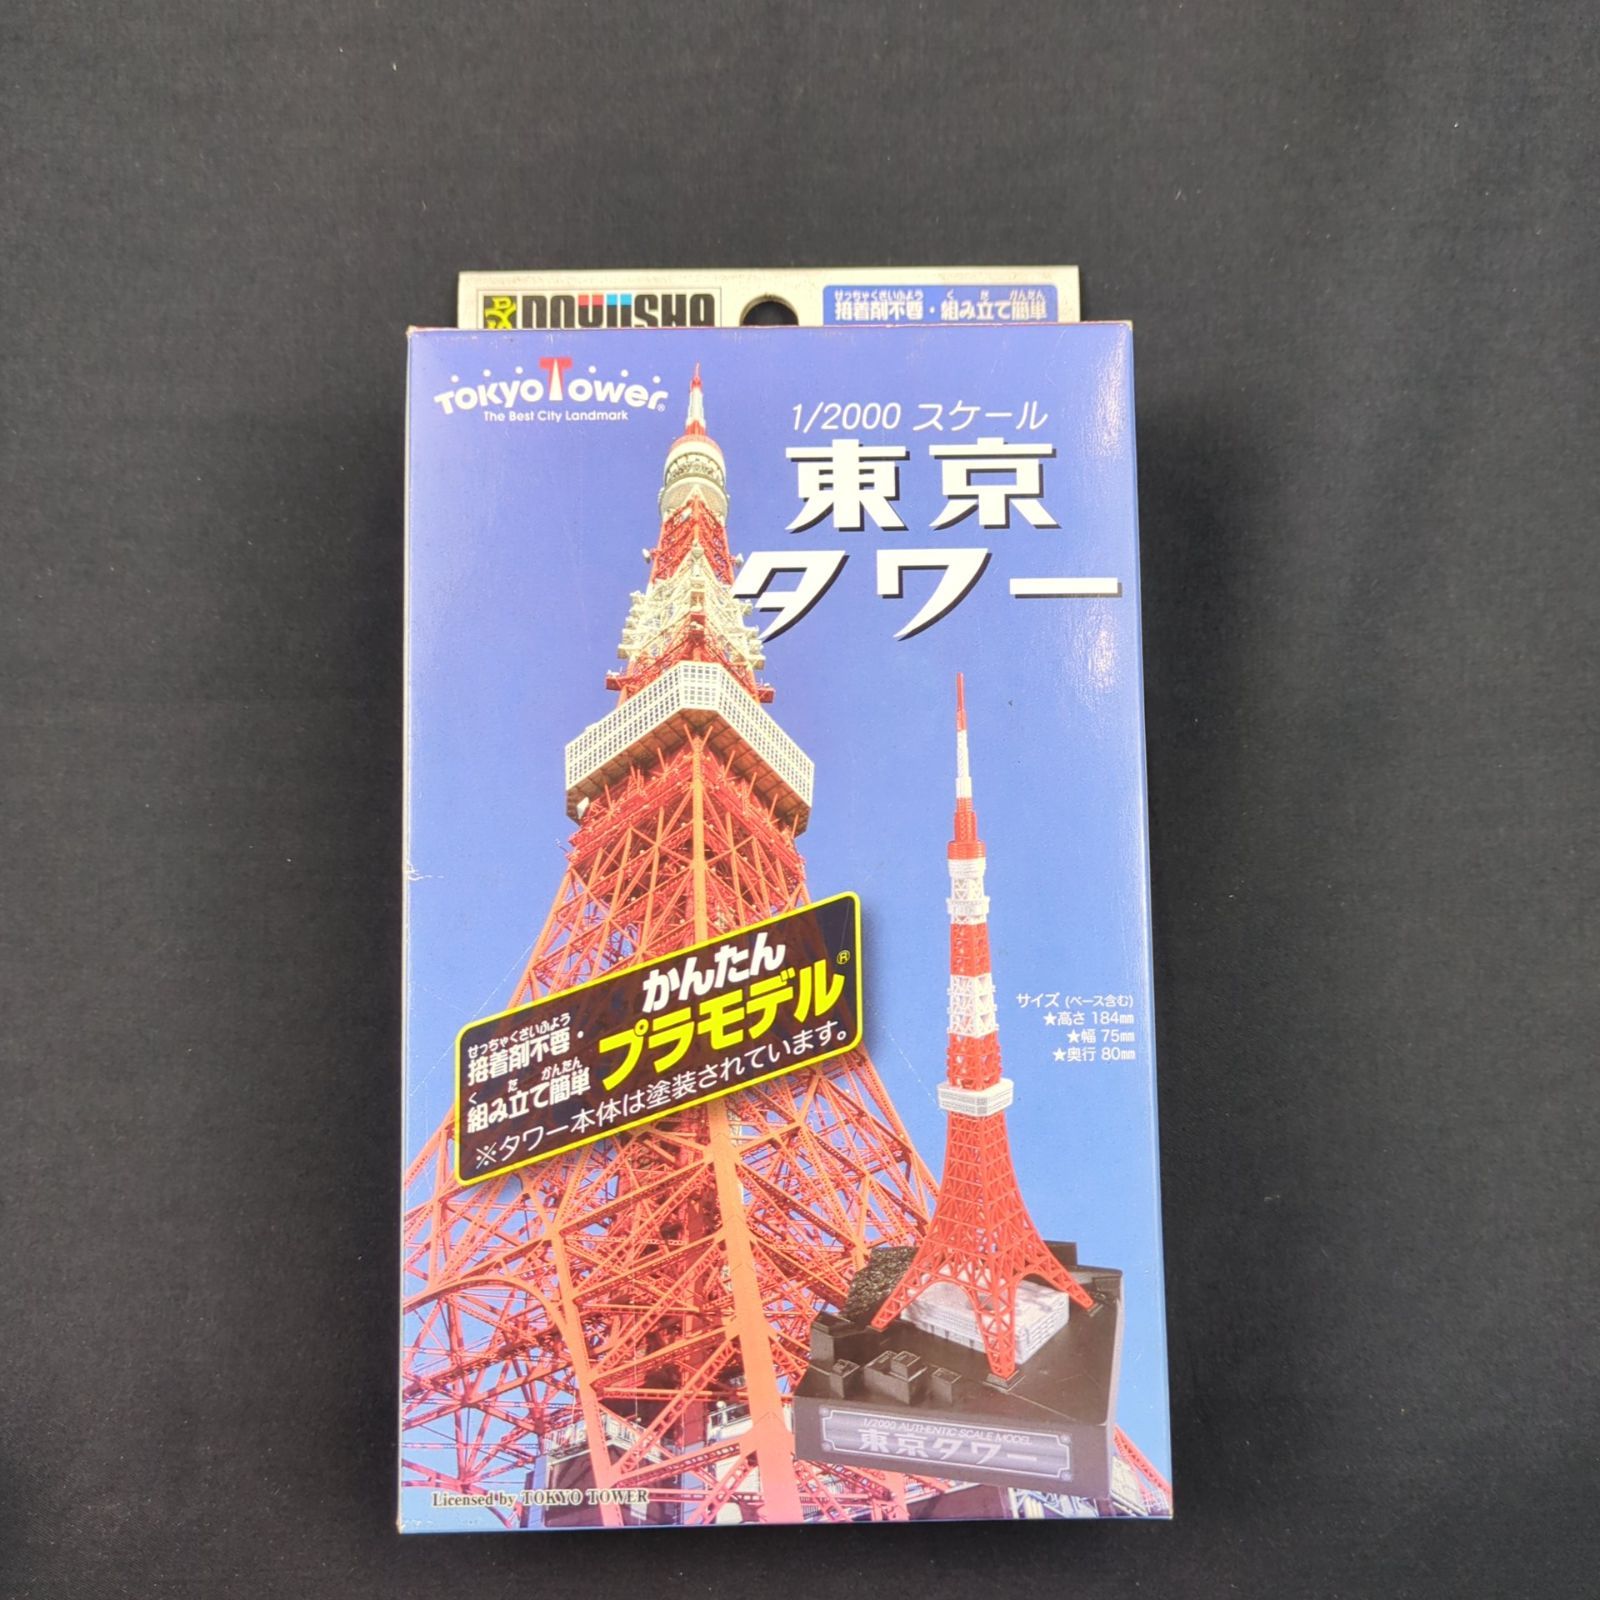 DOYUSHA
せっちゃくざいふよう く た かんたん
接着剤不要・組み立て簡単
TOKYO Tower®
The Best City Landmark
1/2000 スケール
東京
タワー
かんたん
プラモデル®
せっちゃくざいふよう
接着剤不要・
く た かんたん
組み立て簡単
※タワー本体は塗装されています。
サイズ (ベース含む)
★高さ 184㎜
★幅 75㎜
★奥行 80㎜
1/2000 AUTHENTIC SCALE MODEL
東京タワー
Licensed by TOKYO TOWER